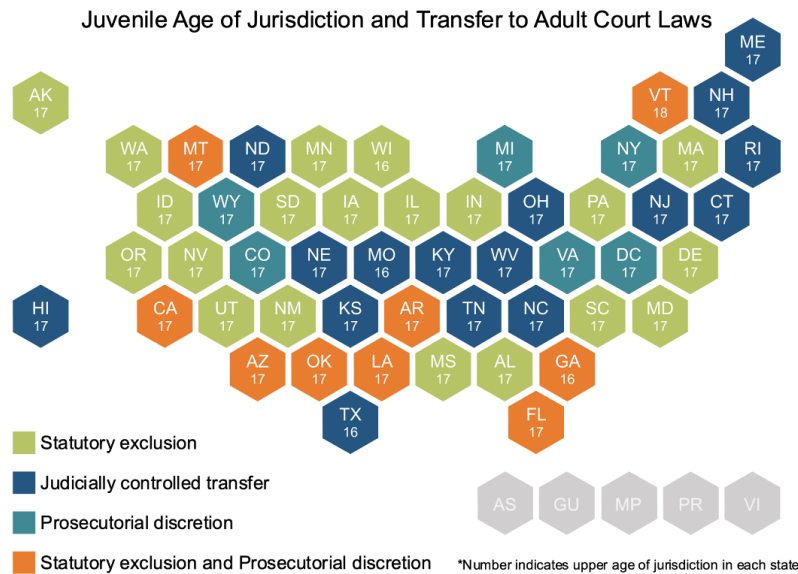 Juvenile Age of Jurisdiction and Transfer to Adult Court Laws
ME
17
AK
17
VT
18
NH
17
WA
17
MT
17
ND
17
MN
17
WI
16
MI
17
NY
17
MA
17
RI
17
ID
17
WY
17
SD
17
IA
17
IL
17
IN
17
OH
17
PA
17
NJ
17
CT
17
OR
17
NV
17
CO
17
NE
17
MO
16
KY
17
WV
17
VA
17
DC
17
DE
17
HI
17
CA
17
UT
17
NM
17
KS
17
AR
17
TN
17
NC
17
SC
17
MD
17
AZ
17
OK
17
LA
17
MS
17
AL
17
GA
16
TX
16
FL
17
Statutory exclusion
Judicially controlled transfer
Prosecutorial discretion
Statutory exclusion and Prosecutorial discretion
AS
GU
MP
PR
VI
*Number indicates upper age of jurisdiction in each state